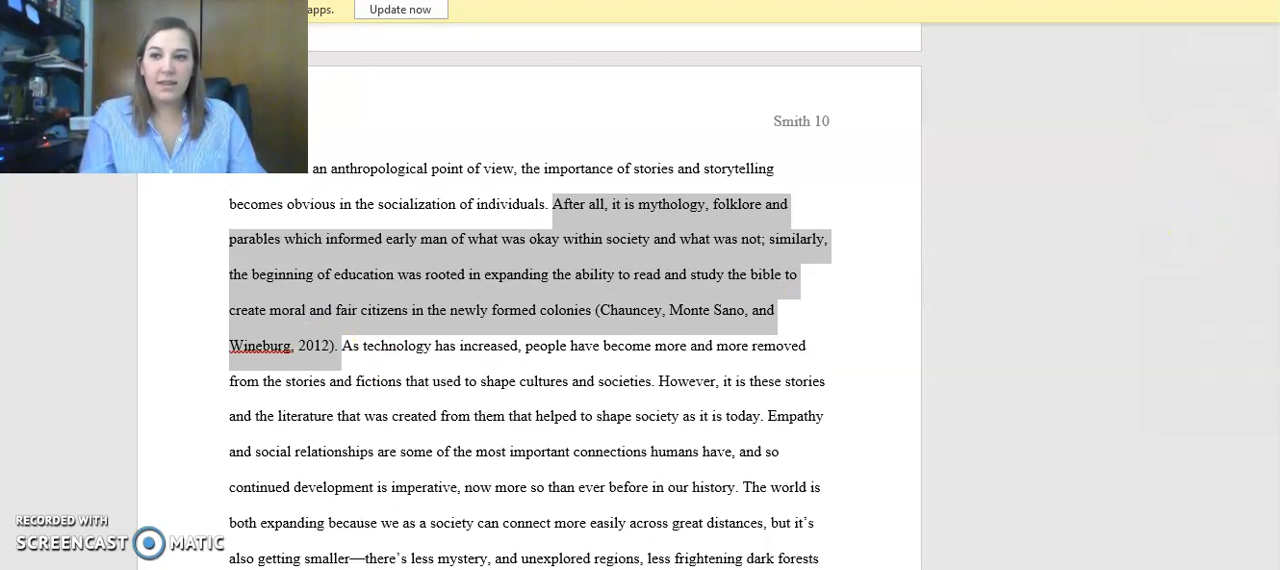 apps. Update now
Smith 10
an anthropological point of view, the importance of stories and storytelling
becomes obvious in the socialization of individuals. After all, it is mythology, folklore and
parables which informed early man of what was okay within society and what was not; similarly,
the beginning of education was rooted in expanding the ability to read and study the bible to
create moral and fair citizens in the newly formed colonies (Chauncey, Monte Sano, and
Wineburg, 2012). As technology has increased, people have become more and more removed
from the stories and fictions that used to shape cultures and societies. However, it is these stories
and the literature that was created from them that helped to shape society as it is today. Empathy
and social relationships are some of the most important connections humans have, and so
continued development is imperative, now more so than ever before in our history. The world is
both expanding because we as a society can connect more easily across great distances, but it’s
also getting smaller—there’s less mystery, and unexplored regions, less frightening dark forests
RECORDED WITH
SCREENCAST MATIC